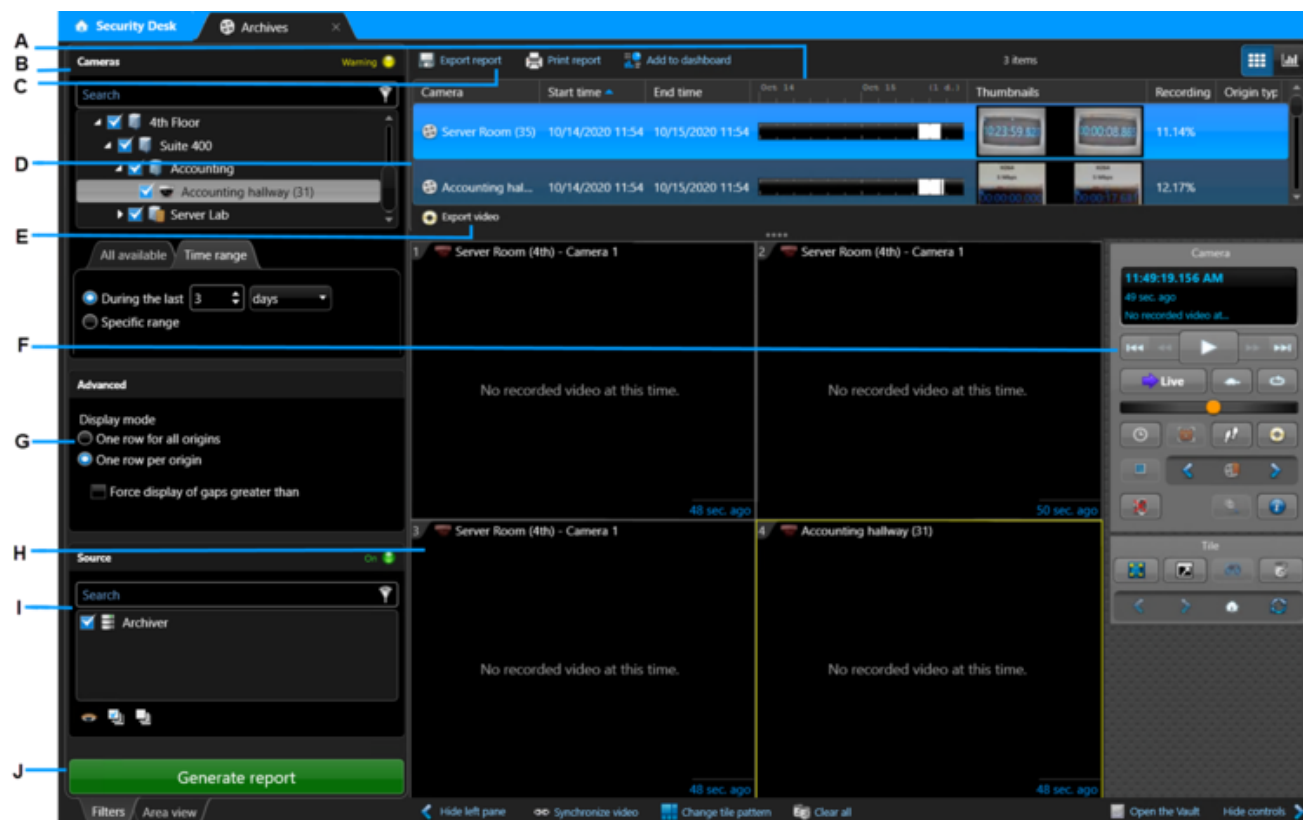 Security Desk
Archives
A
B
C
D
E
F
G
H
I
J
Cameras
Warning
Search
4th Floor
Suite 400
Accounting
Accounting hallway (31)
Server Lab
All available
Time range
During the last 3 days
Specific range
Advanced
Display mode
One row for all origins
One row per origin
Force display of gaps greater than
Source
On
Search
Archiver
Generate report
Filters
Area view
Export report
Print report
Add to dashboard
3 items
Camera Start time End time Oct 14 Oct 15 (1 d.) Thumbnails Recording Origin typ
Server Room (35) 10/14/2020 11:54 10/15/2020 11:54 11.14%
Accounting hal... 10/14/2020 11:54 10/15/2020 11:54 12.17%
Export video
1 Server Room (4th) - Camera 1
No recorded video at this time.
48 sec. ago
2 Server Room (4th) - Camera 1
No recorded video at this time.
50 sec. ago
3 Server Room (4th) - Camera 1
No recorded video at this time.
48 sec. ago
4 Accounting hallway (31)
No recorded video at this time.
48 sec. ago
Camera
11:49:19.156 AM
49 sec. ago
No recorded video at...
Live
Tile
Hide left pane
Synchronize video
Change tile pattern
Clear all
Open the Vault
Hide controls